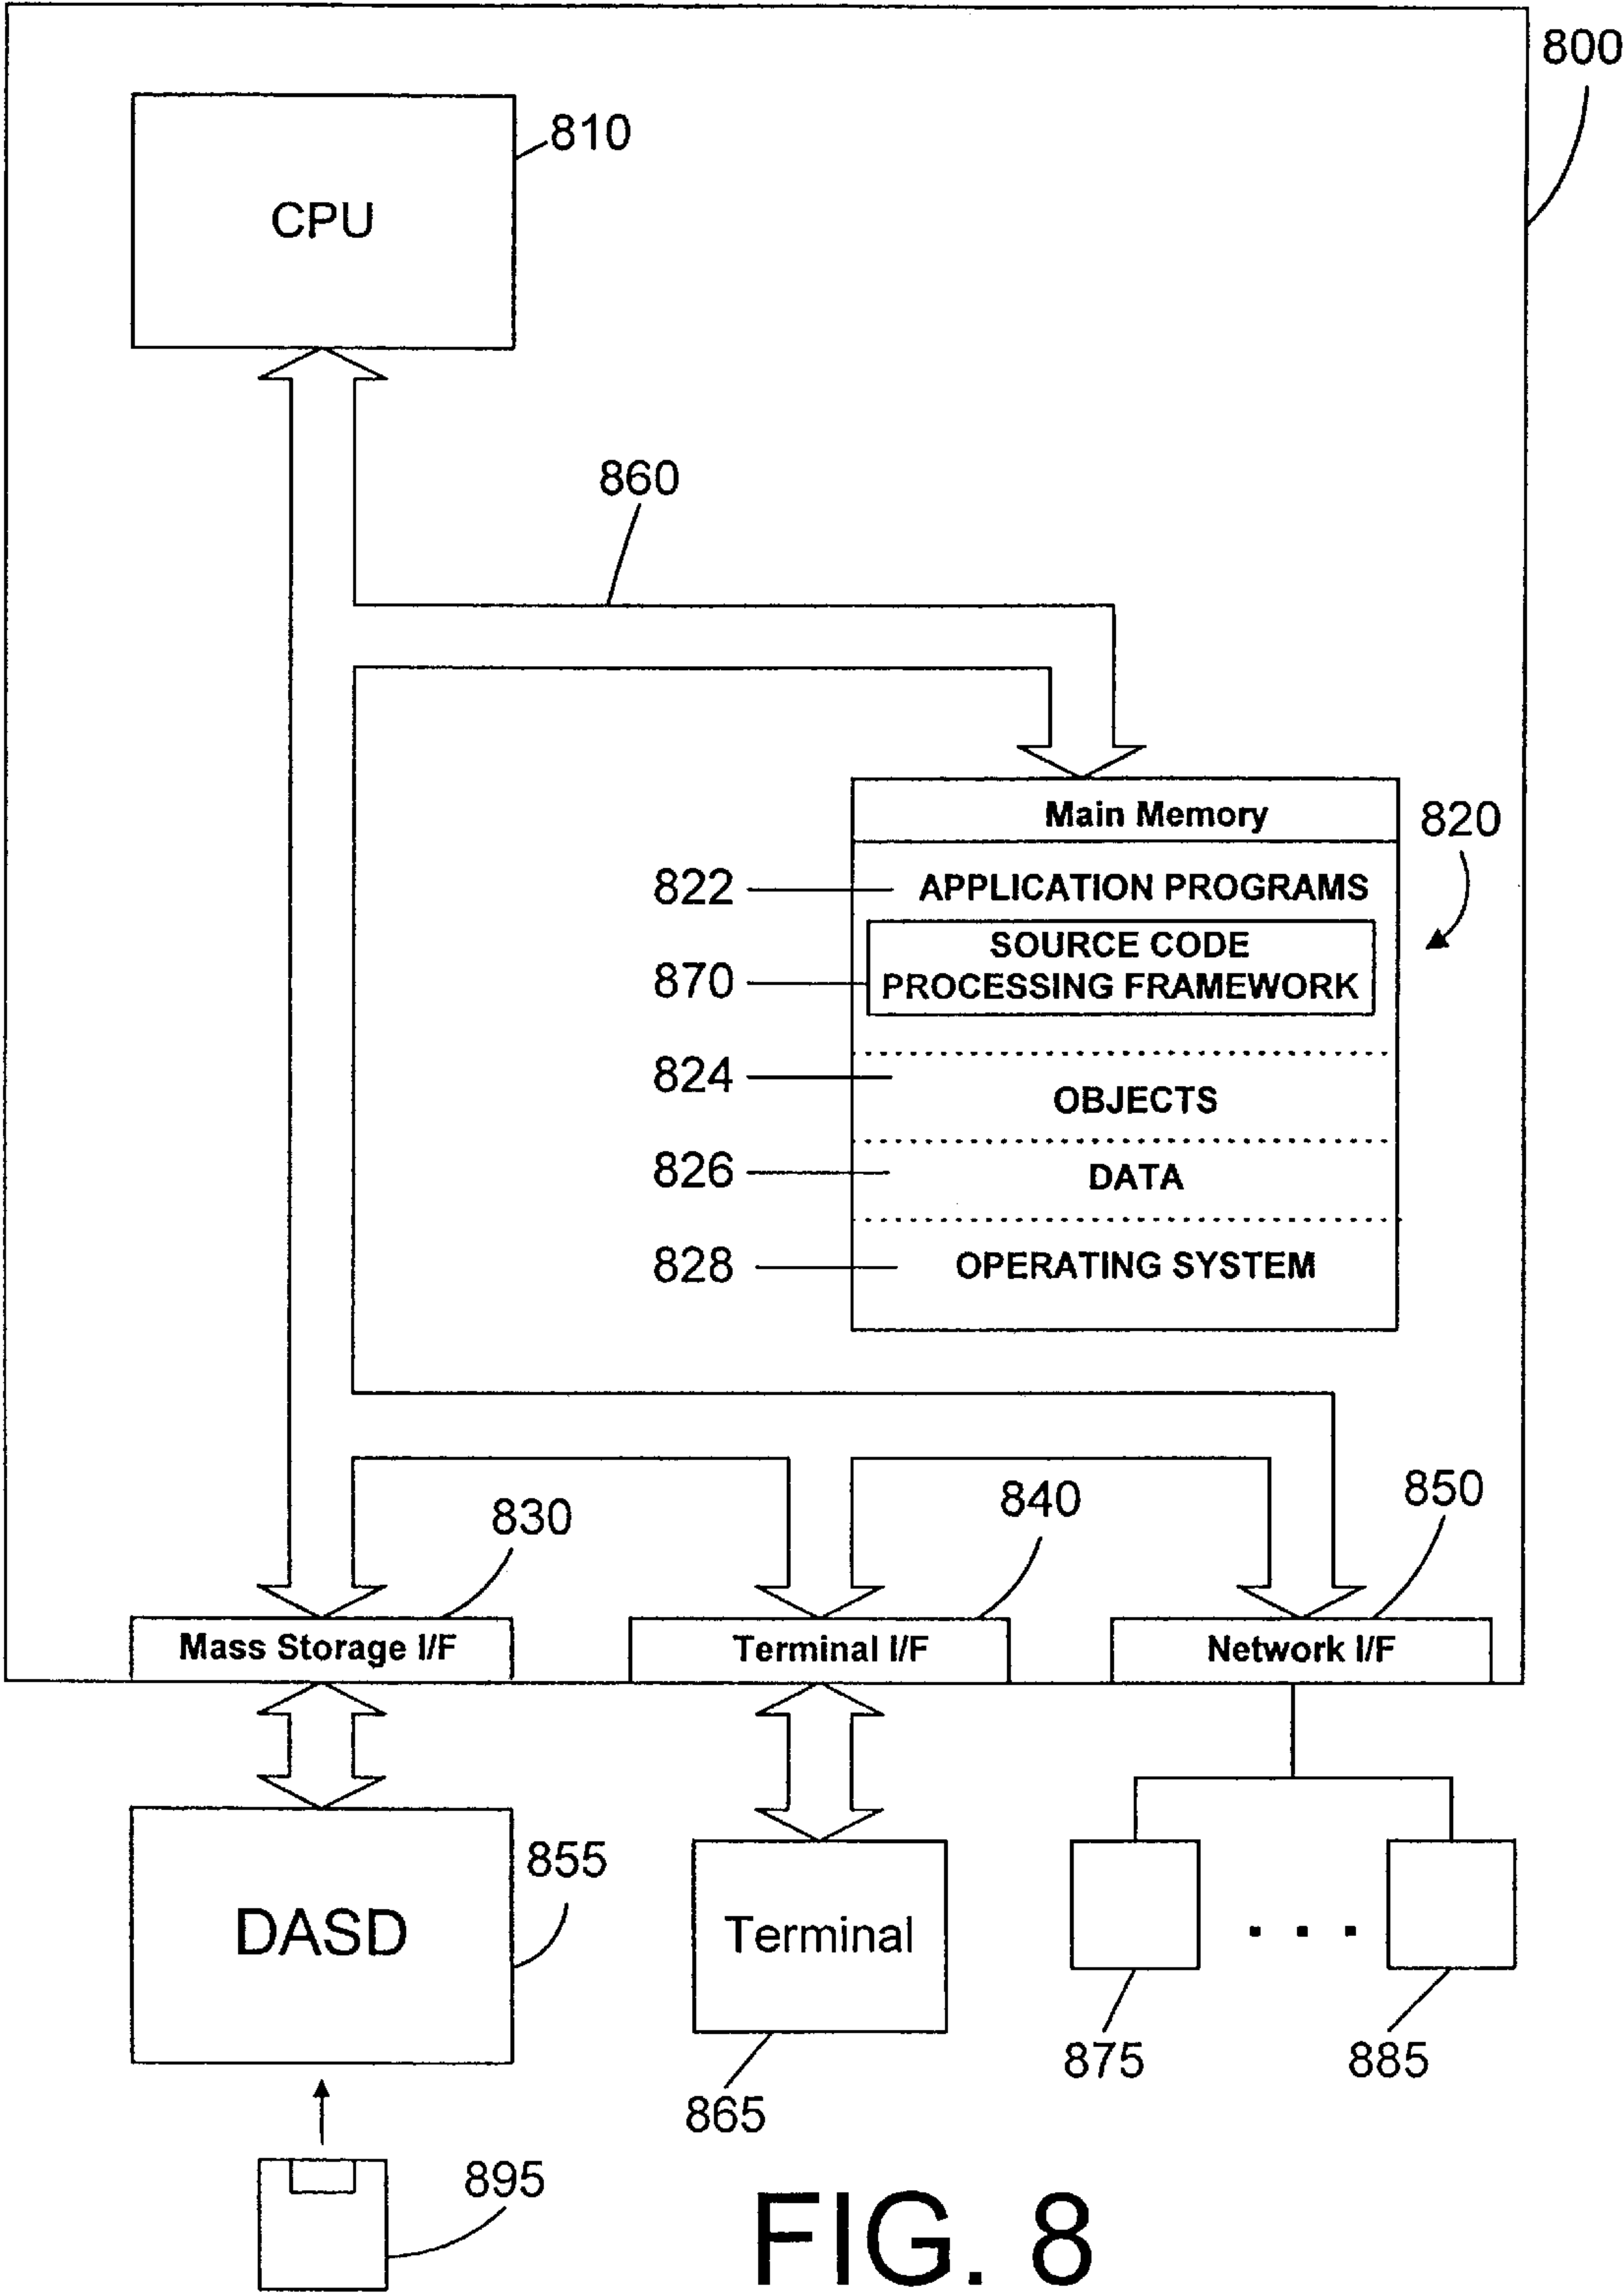 800
810
CPU
860
Main Memory
820
822
APPLICATION PROGRAMS
SOURCE CODE
870
PROCESSING FRAMEWORK
824
OBJECTS
826
DATA
828
OPERATING SYSTEM
830
840
850
Mass Storage I/F
Terminal I/F
Network I/F
855
DASD
Terminal
. . .
875
885
865
895
FIG. 8